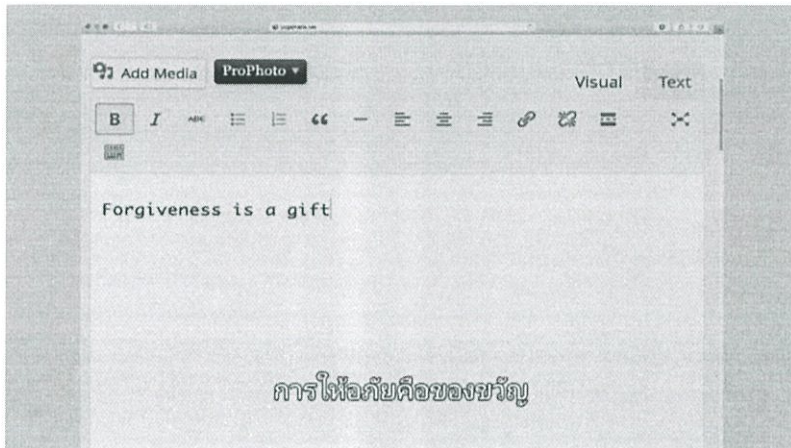 Add Media
ProPhoto
Visual Text
B I ABC
Forgiveness is a gift
การให้อภัยคือของขวัญ